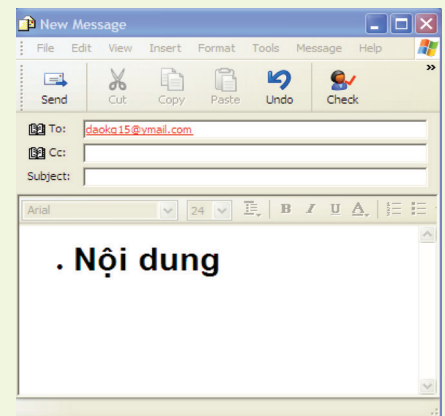 New Message
File Edit View Insert Format Tools Message Help
»
Send Cut Copy Paste Undo Check
To: daokq15@ymail.com
Cc:
Subject:
Arial 24 B I U A
. Nội dung